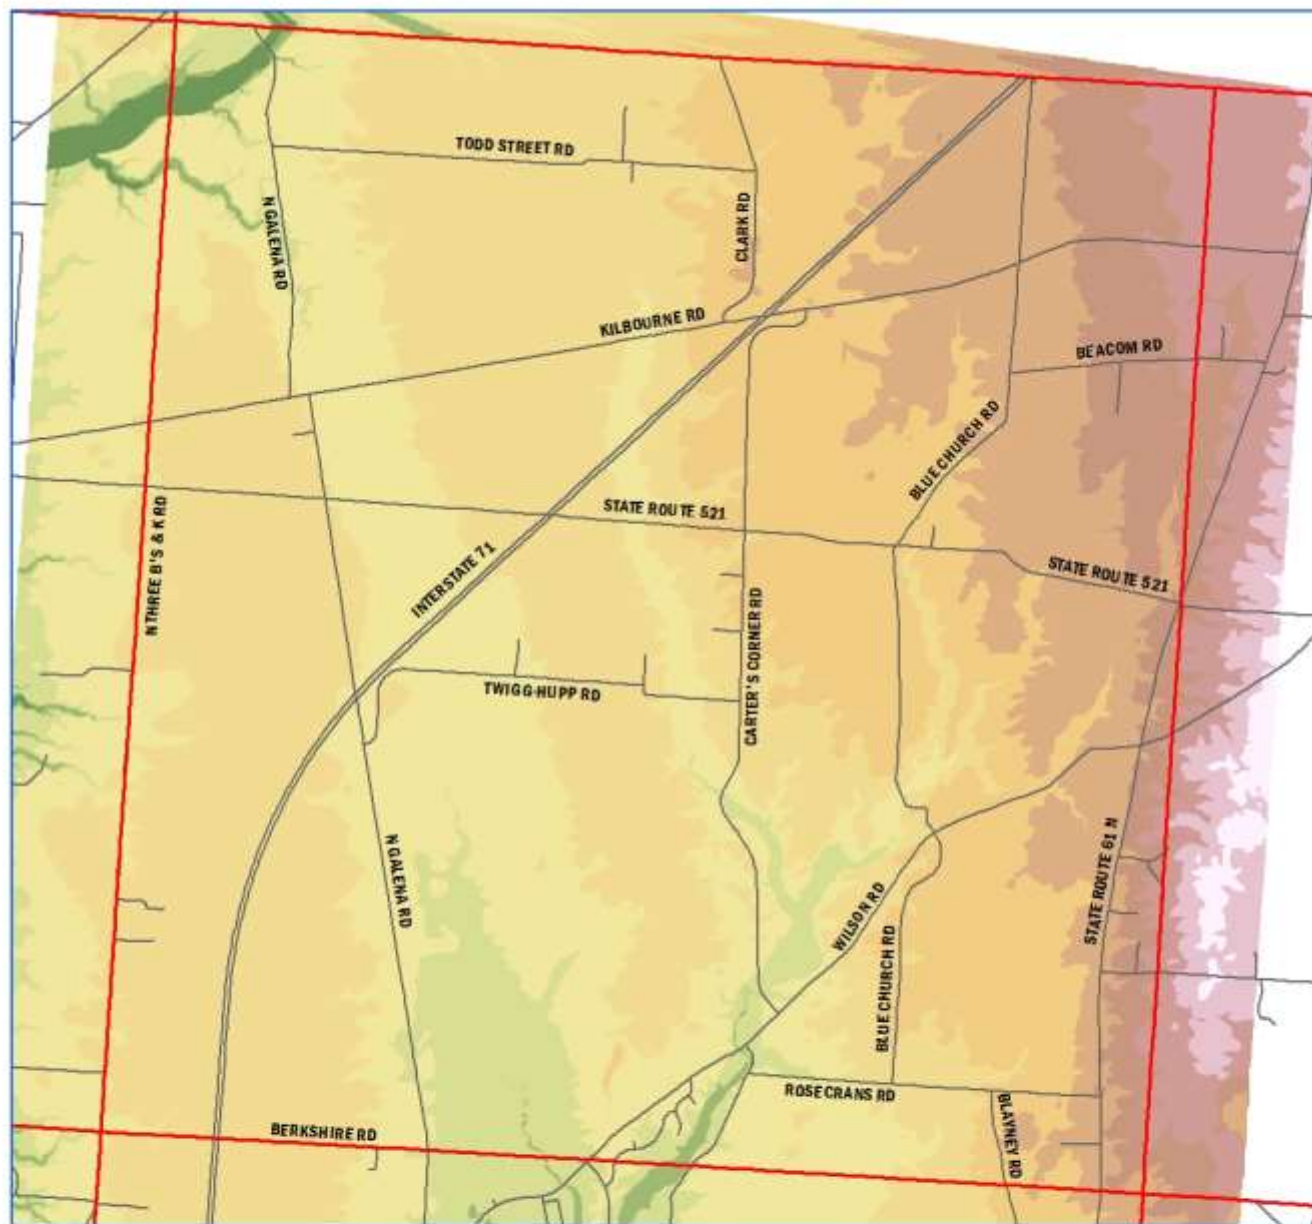 TODD STREET RD
N GALENA RD
CLARK RD
KILBOURNE RD
BEACOM RD
BLUE CHURCH RD
STATE ROUTE 521
N THREE B'S & K RD
INTERSTATE 71
STATE ROUTE 521
CARTER'S CORNER RD
TWIGG-HUPP RD
N GALENA RD
STATE ROUTE 61 N
WILSON RD
BLUE CHURCH RD
ROSECRANS RD
BLAYNEY RD
BERKSHIRE RD